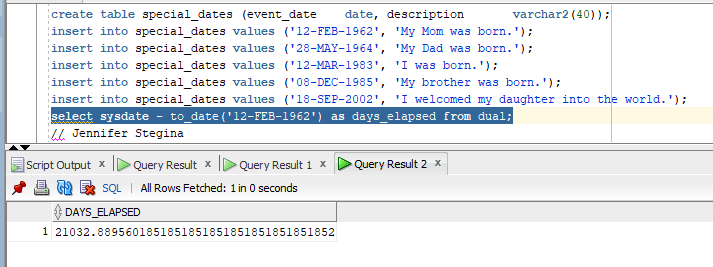 create table special_dates (event_date    date, description      varchar2(40));
insert into special_dates values ('12-FEB-1962', 'My Mom was born.');
insert into special_dates values ('28-MAY-1964', 'My Dad was born.');
insert into special_dates values ('12-MAR-1983', 'I was born.');
insert into special_dates values ('08-DEC-1985', 'My brother was born.');
insert into special_dates values ('18-SEP-2002', 'I welcomed my daughter into the world.');
select sysdate - to_date('12-FEB-1962') as days_elapsed from dual;
// Jennifer Stegina
Script Output x Query Result x Query Result 1 x Query Result 2 x
SQL | All Rows Fetched: 1 in 0 seconds
DAYS_ELAPSED
1 21032.8895601851851851851851851851851852